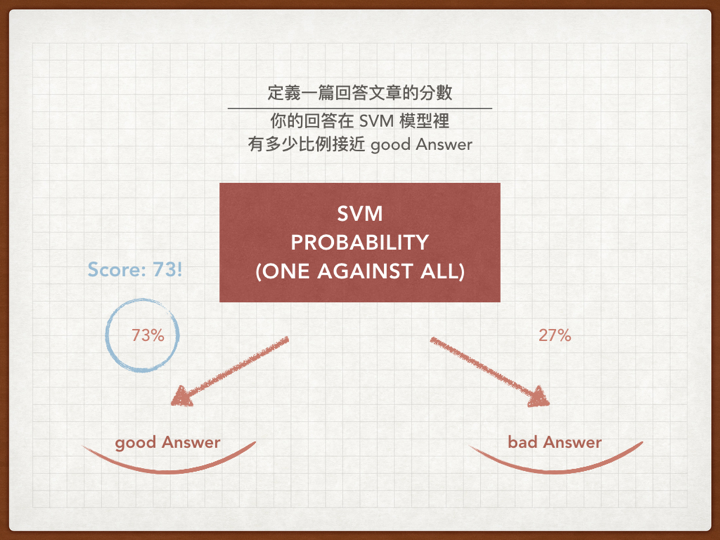 定義一篇回答文章的分數
你的回答在 SVM 模型裡
有多少比例接近 good Answer
SVM
PROBABILITY
(ONE AGAINST ALL)
Score: 73!
73%
27%
good Answer
bad Answer